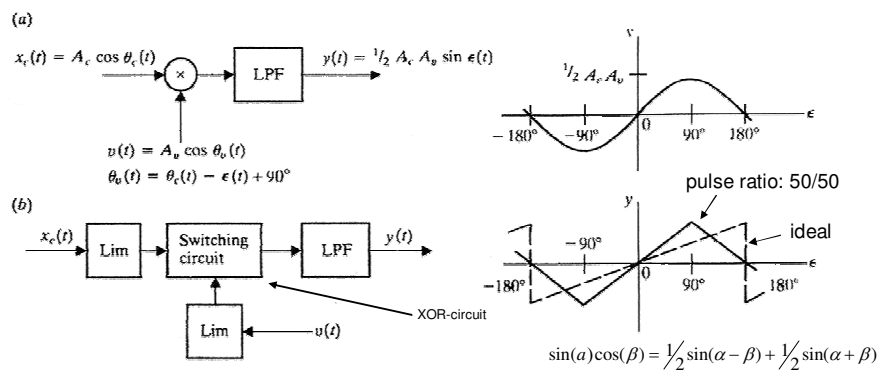 (a)
x_c(t) = A_c cos θ_c(t)
×
LPF
y(t) = 1/2 A_c A_v sin ϵ(t)
v(t) = A_v cos θ_v(t)
θ_v(t) = θ_c(t) − ϵ(t) + 90°
y
1/2 A_c A_v
ϵ
− 180°
−90°
0
90°
180°
(b)
x_c(t)
Lim
Switching
circuit
LPF
y(t)
Lim
v(t)
XOR-circuit
pulse ratio: 50/50
y
ideal
−90°
ϵ
−180°
0
90°
180°
sin(a)cos(β) = 1/2 sin(α − β) + 1/2 sin(α + β)